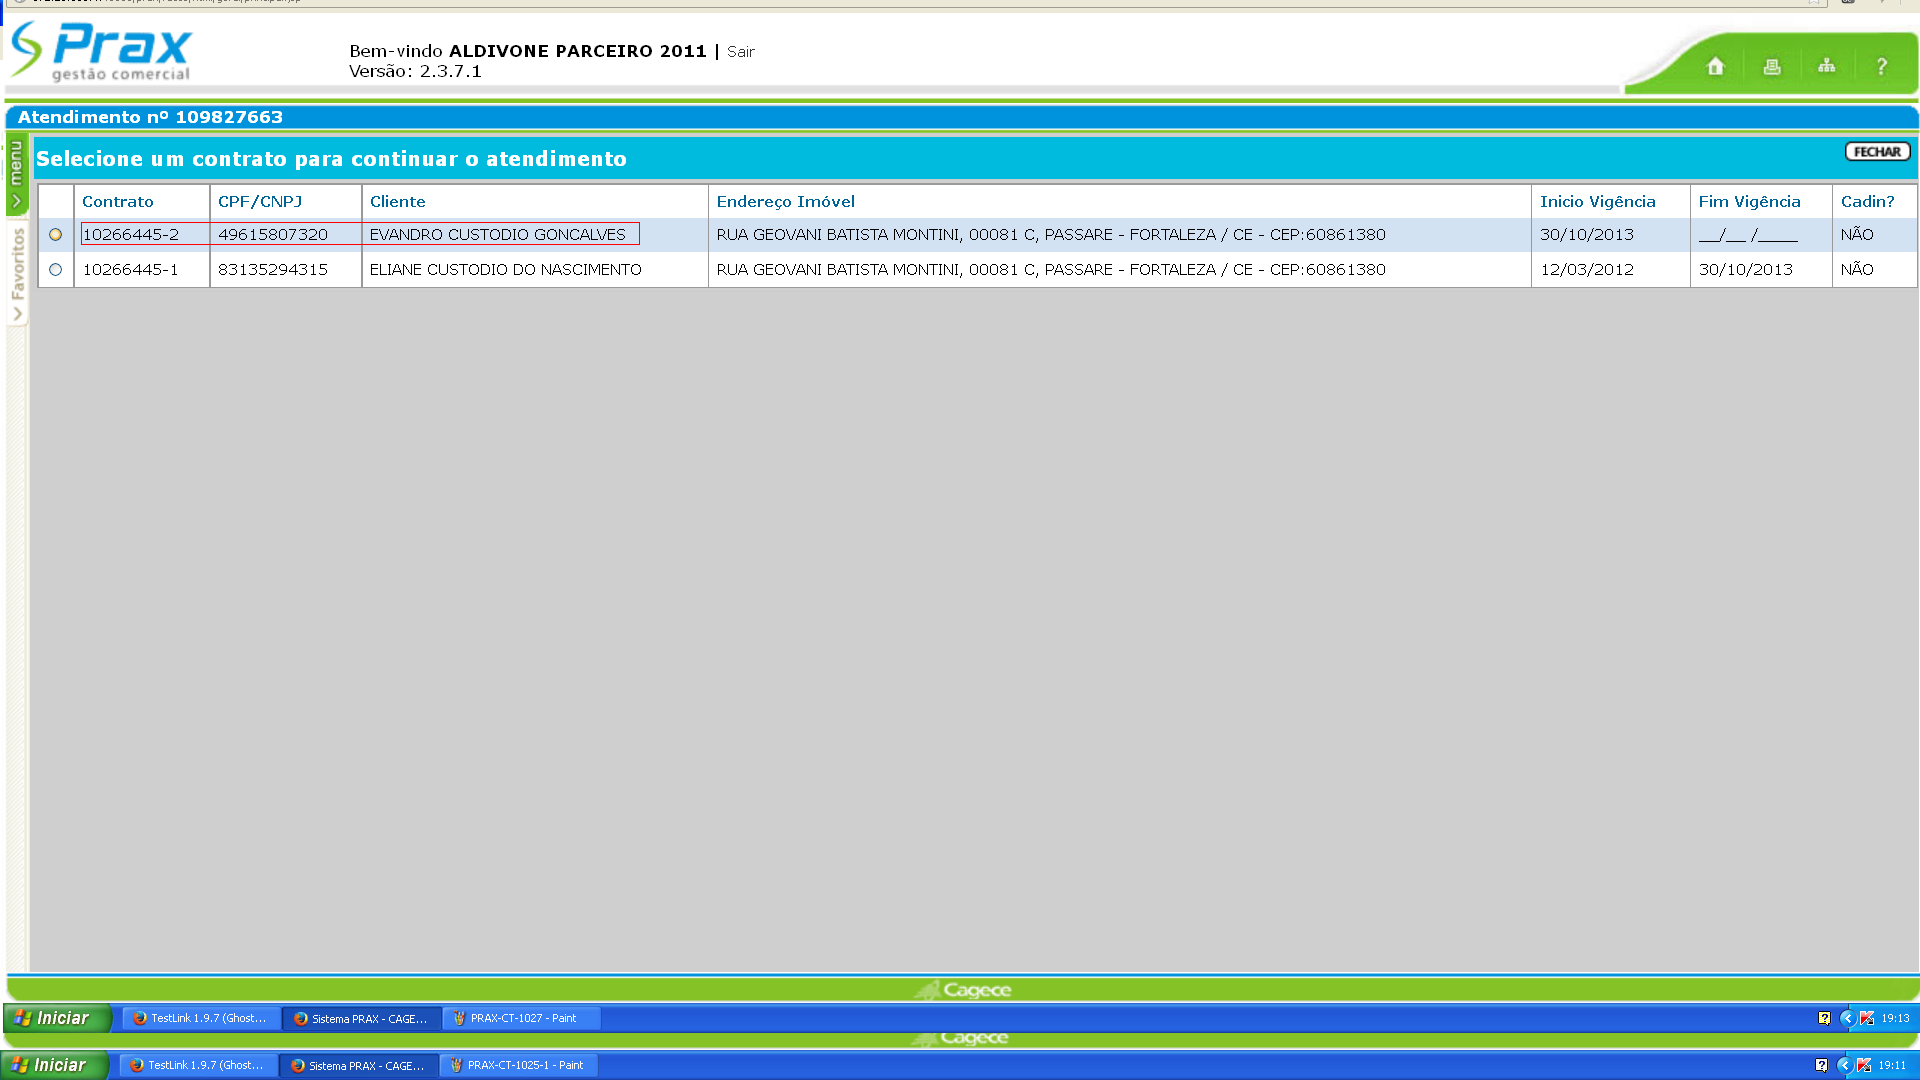 Prax
gestão comercial
Bem-vindo ALDIVONE PARCEIRO 2011 | Sair
Versão: 2.3.7.1
?
Atendimento nº 109827663
menu
Favoritos
Selecione um contrato para continuar o atendimento
FECHAR
Contrato CPF/CNPJ Cliente Endereço Imóvel Inicio Vigência Fim Vigência Cadin?
10266445-2 49615807320 EVANDRO CUSTODIO GONCALVES RUA GEOVANI BATISTA MONTINI, 00081 C, PASSARE - FORTALEZA / CE - CEP:60861380 30/10/2013 __/__ /____ NÃO
10266445-1 83135294315 ELIANE CUSTODIO DO NASCIMENTO RUA GEOVANI BATISTA MONTINI, 00081 C, PASSARE - FORTALEZA / CE - CEP:60861380 12/03/2012 30/10/2013 NÃO
Cagece
Iniciar TestLink 1.9.7 (Ghost... Sistema PRAX - CAGE... PRAX-CT-1027 - Paint 19:13
Cagece
Iniciar TestLink 1.9.7 (Ghost... Sistema PRAX - CAGE... PRAX-CT-1025-1 - Paint 19:11